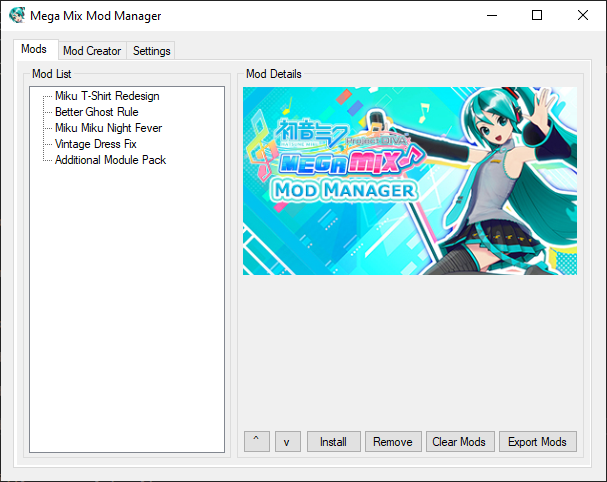 Mega Mix Mod Manager
Mods
Mod Creator
Settings
Mod List
Miku T-Shirt Redesign
Better Ghost Rule
Miku Miku Night Fever
Vintage Dress Fix
Additional Module Pack
Mod Details
初音ミク
HATSUNE MIKU
Project DIVA
MEGA MIX
MOD MANAGER
^
v
Install
Remove
Clear Mods
Export Mods